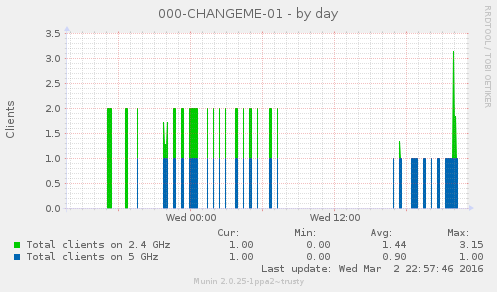 000-CHANGEME-01 - by day
RRDTOOL / TOBI OETIKER
Clients
3.5
3.0
2.5
2.0
1.5
1.0
0.5
0.0
Wed 00:00 Wed 12:00
Cur: Min: Avg: Max:
Total clients on 2.4 GHz 1.00 0.00 1.44 3.15
Total clients on 5 GHz 1.00 0.00 0.90 1.00
Last update: Wed Mar 2 22:57:46 2016
Munin 2.0.25-1ppa2~trusty